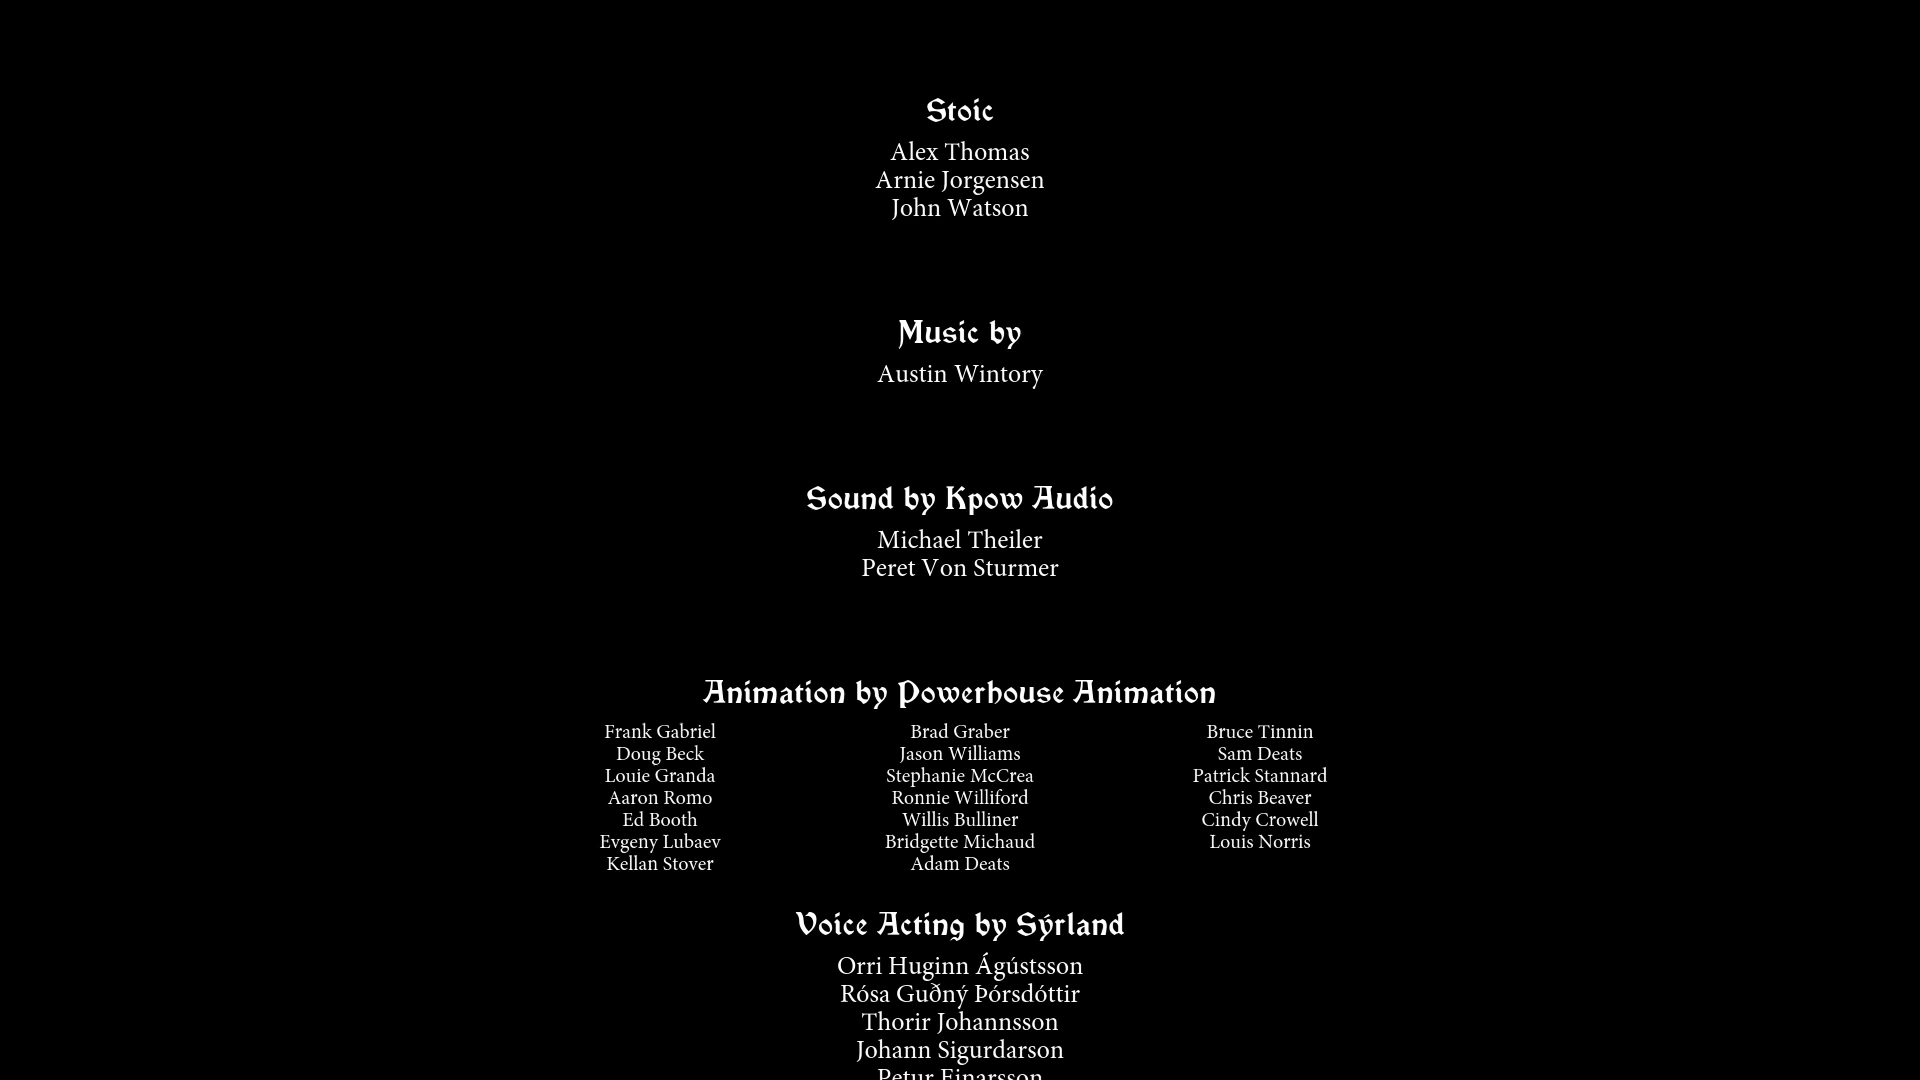 Stoic
Alex Thomas
Arnie Jorgensen
John Watson
Music by
Austin Wintory
Sound by Kpow Audio
Michael Theiler
Peret Von Sturmer
Animation by Powerhouse Animation
Frank Gabriel
Doug Beck
Louie Granda
Aaron Romo
Ed Booth
Evgeny Lubaev
Kellan Stover
Brad Graber
Jason Williams
Stephanie McCrea
Ronnie Williford
Willis Bulliner
Bridgette Michaud
Adam Deats
Bruce Tinnin
Sam Deats
Patrick Stannard
Chris Beaver
Cindy Crowell
Louis Norris
Voice Acting by Sýrland
Orri Huginn Ágústsson
Rósa Guðný Þórsdóttir
Thorir Johannsson
Johann Sigurdarson
Petur Einarsson